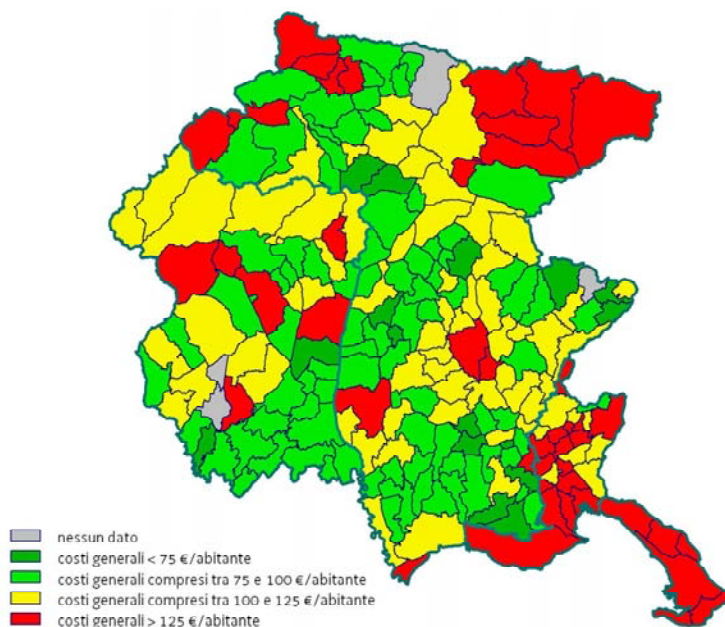 nessun dato
costi generali < 75 €/abitante
costi generali compresi tra 75 e 100 €/abitante
costi generali compresi tra 100 e 125 €/abitante
costi generali > 125 €/abitante